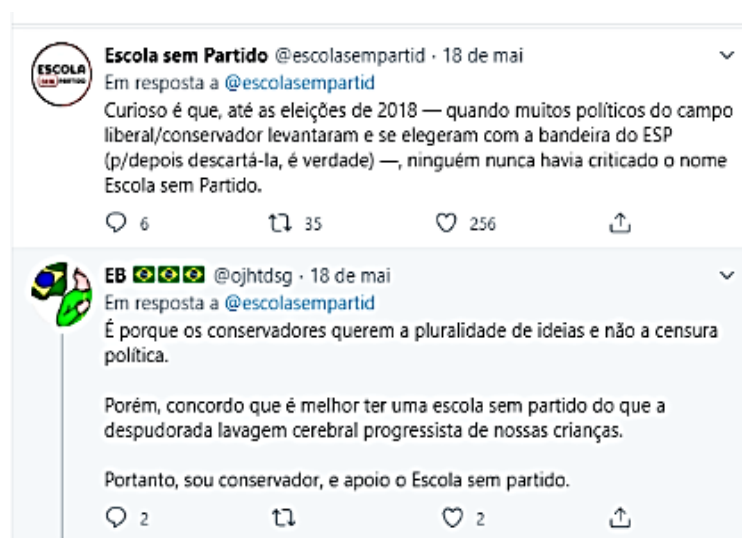 ESCOLA
SEM PARTIDO
Escola sem Partido @escolasempartid · 18 de mai
Em resposta a @escolasempartid
Curioso é que, até as eleições de 2018 — quando muitos políticos do campo
liberal/conservador levantaram e se elegeram com a bandeira do ESP
(p/depois descartá-la, é verdade) —, ninguém nunca havia criticado o nome
Escola sem Partido.
6 35 256
EB 🇧🇷🇧🇷🇧🇷 @ojhtdsg · 18 de mai
Em resposta a @escolasempartid
É porque os conservadores querem a pluralidade de ideias e não a censura
política.
Porém, concordo que é melhor ter uma escola sem partido do que a
despudorada lavagem cerebral progressista de nossas crianças.
Portanto, sou conservador, e apoio o Escola sem partido.
2 2